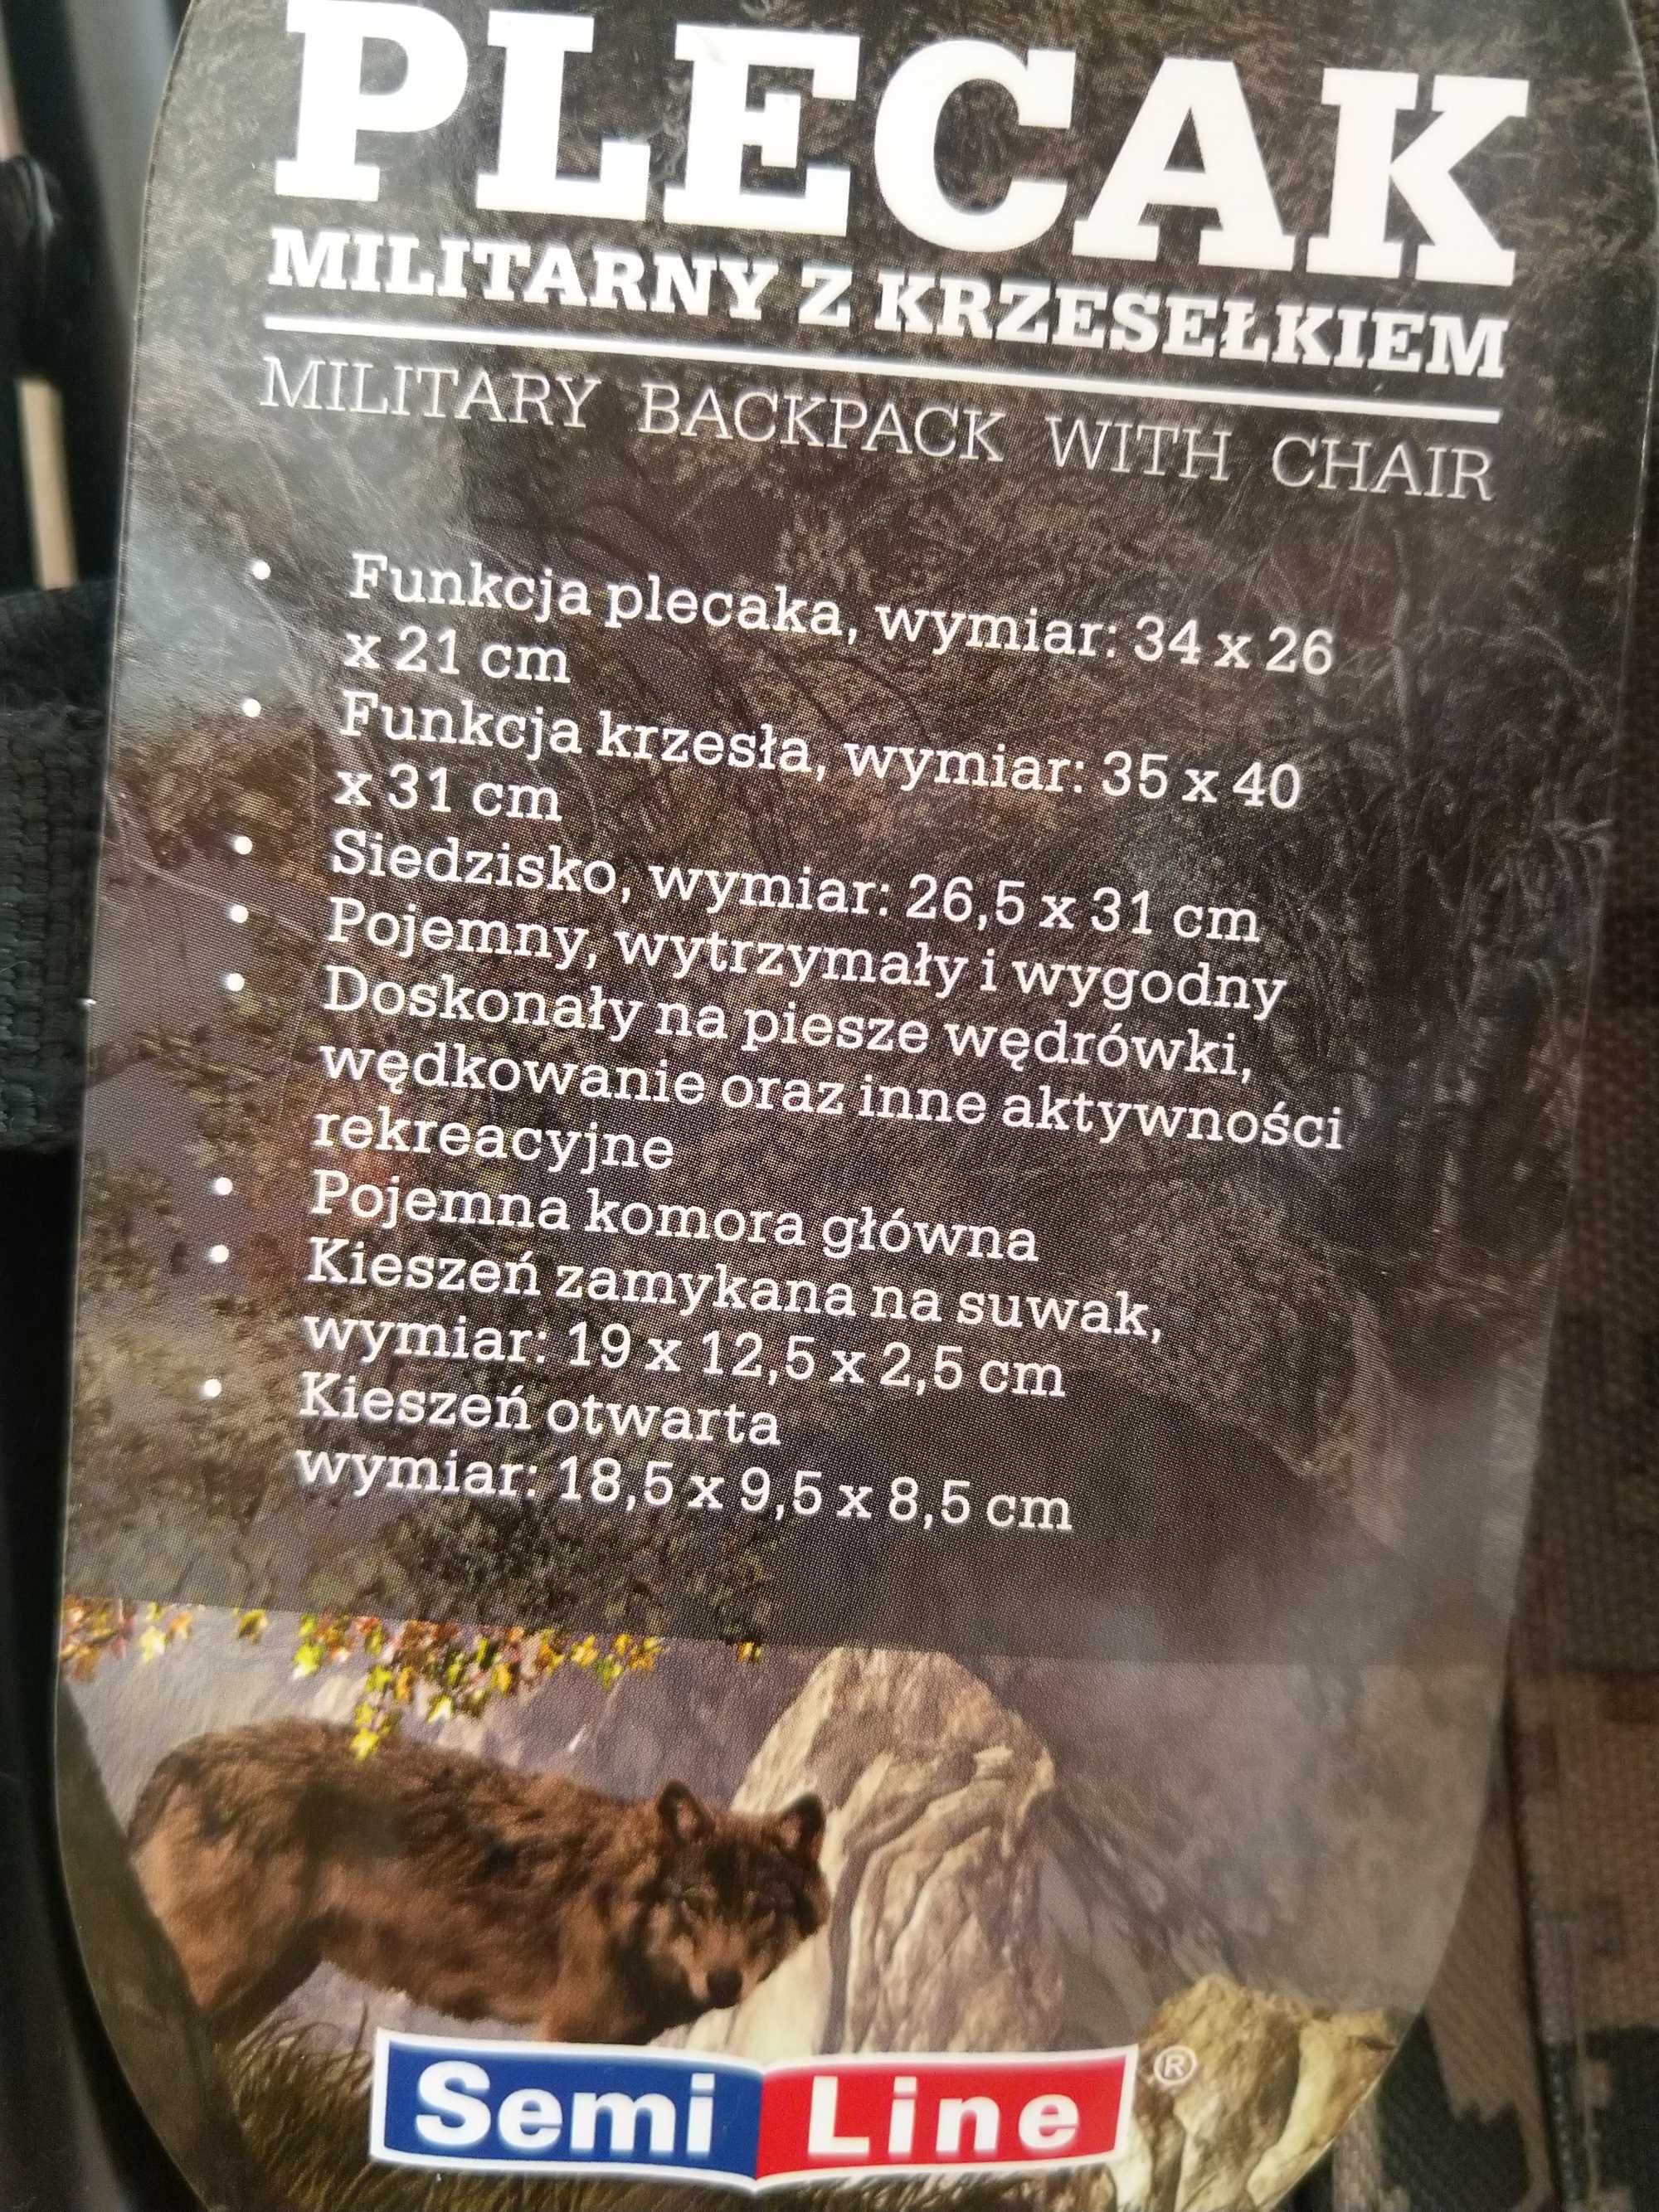 PLECAK
MILITARNY Z KRZESEŁKIEM
MILITARY BACKPACK WITH CHAIR
• Funkcja plecaka, wymiar: 34 x 26
x 21 cm
• Funkcja krzesła, wymiar: 35 x 40
x 31 cm
• Siedzisko, wymiar: 26,5 x 31 cm
• Pojemny, wytrzymały i wygodny
• Doskonały na piesze wędrówki,
wędkowanie oraz inne aktywności
rekreacyjne
• Pojemna komora główna
• Kieszeń zamykana na suwak,
wymiar: 19 x 12,5 x 2,5 cm
• Kieszeń otwarta
wymiar: 18,5 x 9,5 x 8,5 cm
Semi Line ®